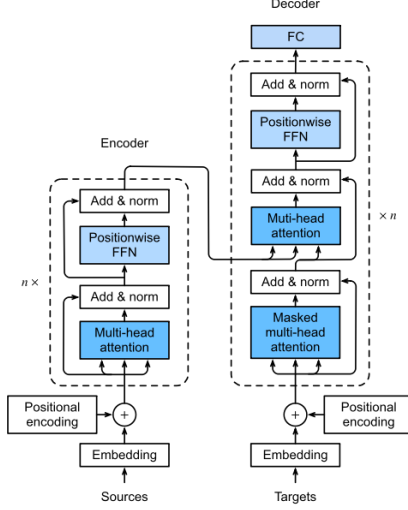 Decoder
FC
Add & norm
Positionwise
FFN
Add & norm
Muti-head
attention
× n
Add & norm
Masked
multi-head
attention
Encoder
Add & norm
Positionwise
FFN
n ×
Add & norm
Multi-head
attention
Positional
encoding
+
Embedding
Sources
+
Positional
encoding
Embedding
Targets